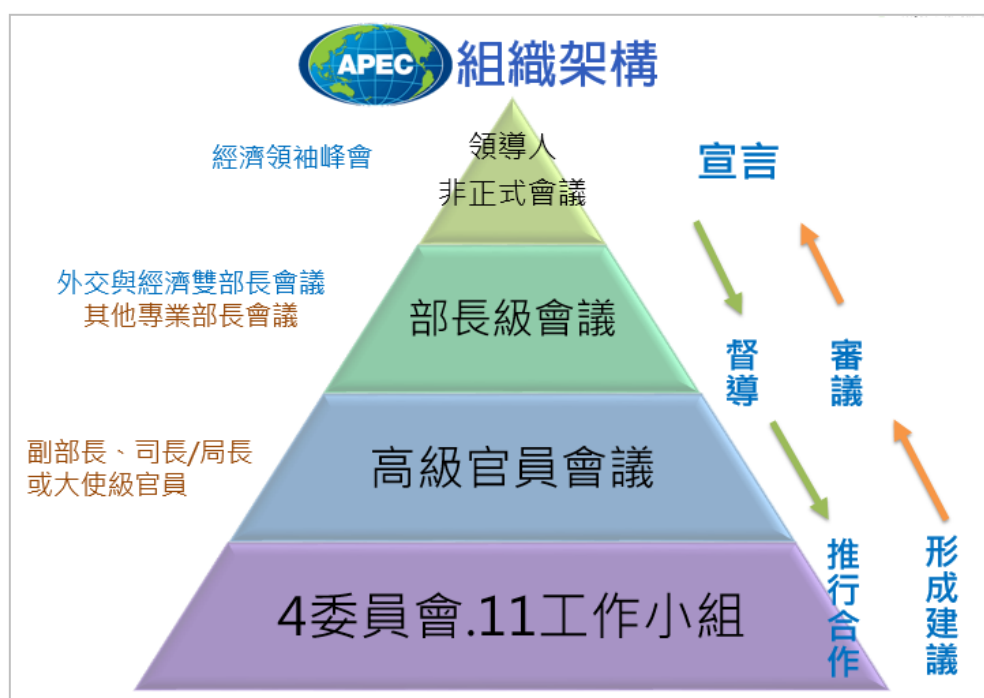 APEC 組織架構
經濟領袖峰會
領導人
非正式會議
宣言
外交與經濟雙部長會議
其他專業部長會議
部長級會議
督導
審議
副部長、司長/局長
或大使級官員
高級官員會議
4委員會.11工作小組
推行合作
形成建議